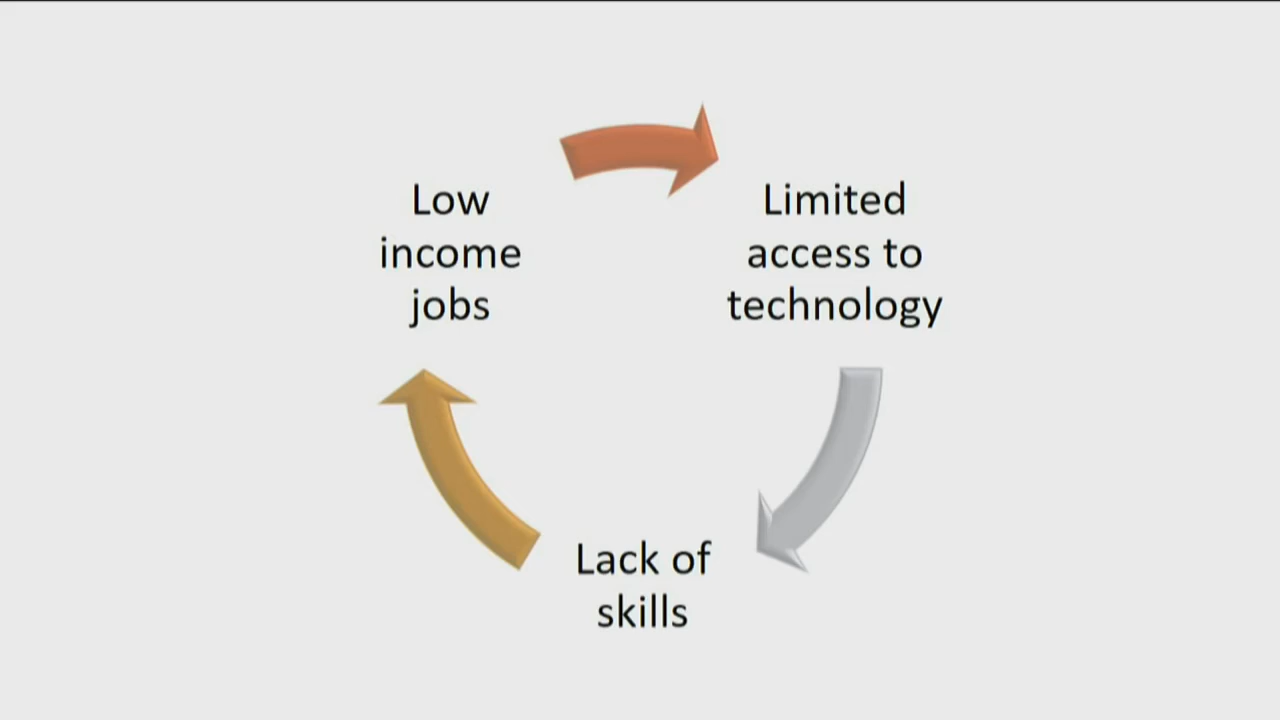 Low
income
jobs
Limited
access to
technology
Lack of
skills